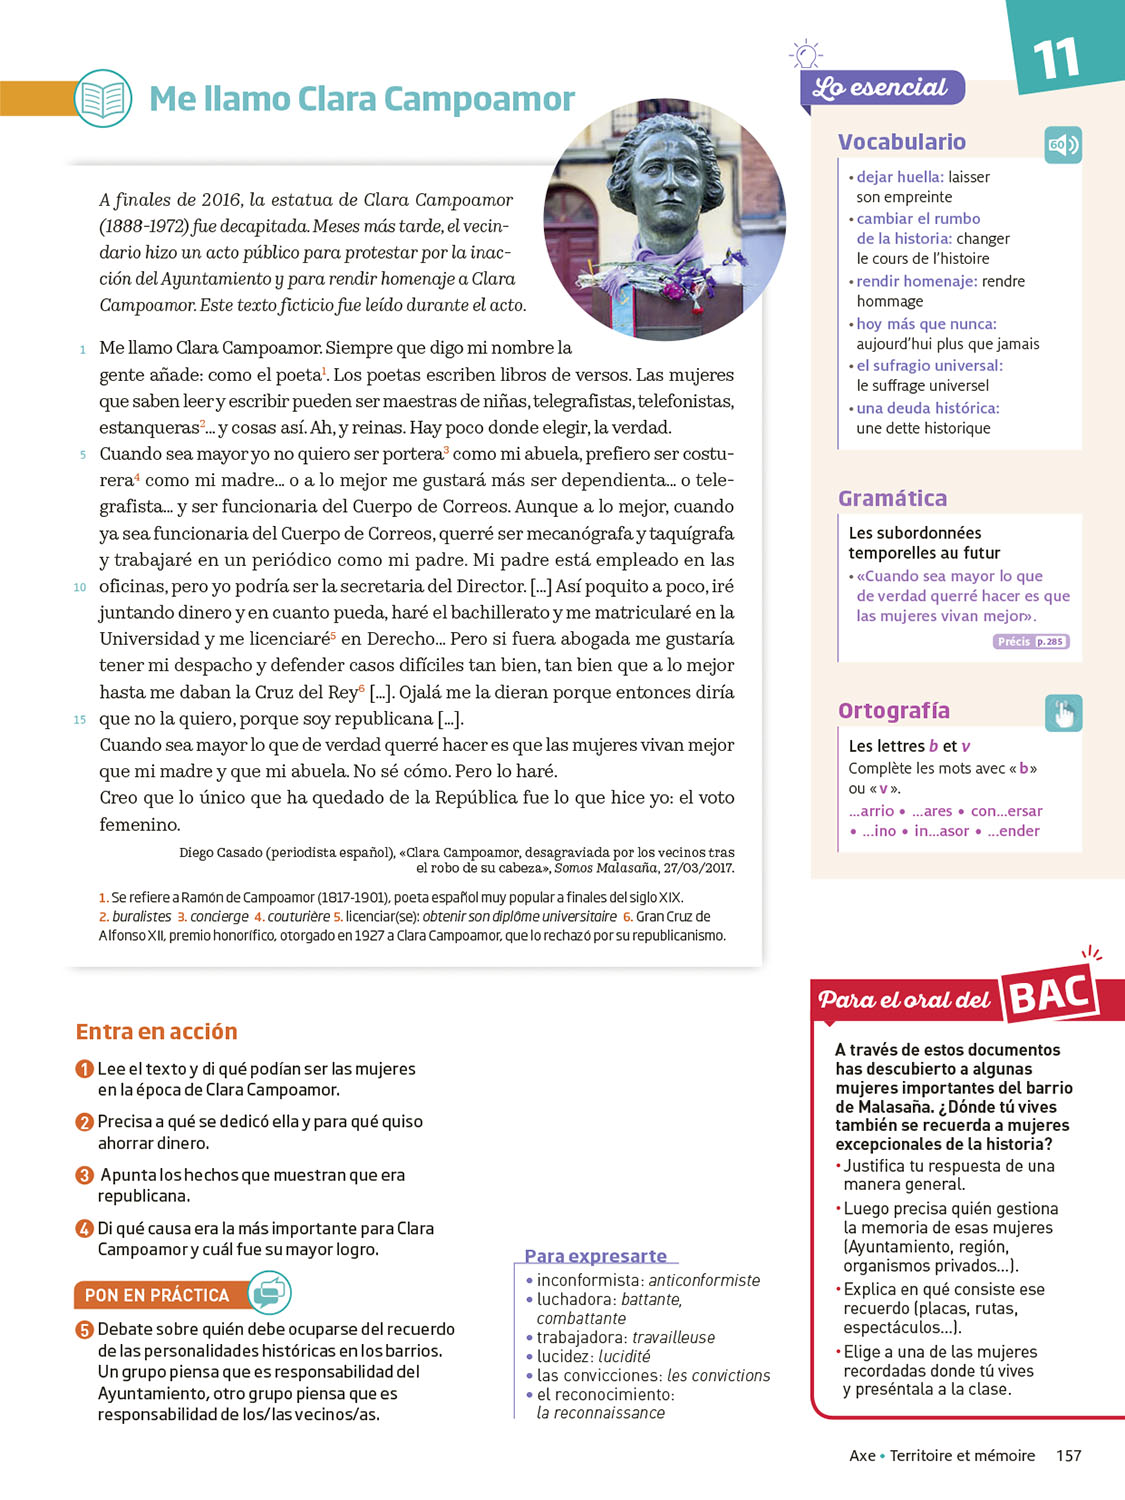 11
Me llamo Clara Campoamor
A finales de 2016, la estatua de Clara Campoamor
(1888-1972) fue decapitada. Meses más tarde, el vecin-
dario hizo un acto público para protestar por la inac-
ción del Ayuntamiento y para rendir homenaje a Clara
Campoamor. Este texto ficticio fue leído durante el acto.
1 Me llamo Clara Campoamor. Siempre que digo mi nombre la
gente añade: como el poeta1. Los poetas escriben libros de versos. Las mujeres
que saben leer y escribir pueden ser maestras de niñas, telegrafistas, telefonistas,
estanqueras2... y cosas así. Ah, y reinas. Hay poco donde elegir, la verdad.
5 Cuando sea mayor yo no quiero ser portera3 como mi abuela, prefiero ser costu-
rera4 como mi madre... o a lo mejor me gustará más ser dependienta... o tele-
grafista... y ser funcionaria del Cuerpo de Correos. Aunque a lo mejor, cuando
ya sea funcionaria del Cuerpo de Correos, querré ser mecanógrafa y taquígrafa
y trabajaré en un periódico como mi padre. Mi padre está empleado en las
10 oficinas, pero yo podría ser la secretaria del Director. [...] Así poquito a poco, iré
juntando dinero y en cuanto pueda, haré el bachillerato y me matricularé en la
Universidad y me licenciaré5 en Derecho... Pero si fuera abogada me gustaría
tener mi despacho y defender casos difíciles tan bien, tan bien que a lo mejor
hasta me daban la Cruz del Rey6 [...]. Ojalá me la dieran porque entonces diría
15 que no la quiero, porque soy republicana [...].
Cuando sea mayor lo que de verdad querré hacer es que las mujeres vivan mejor
que mi madre y que mi abuela. No sé cómo. Pero lo haré.
Creo que lo único que ha quedado de la República fue lo que hice yo: el voto
femenino.
Diego Casado (periodista español), «Clara Campoamor, desagraviada por los vecinos tras
el robo de su cabeza», Somos Malasaña, 27/03/2017.
1. Se refiere a Ramón de Campoamor (1817-1901), poeta español muy popular a finales del siglo XIX.
2. buralistes 3. concierge 4. couturière 5. licenciar(se): obtenir son diplôme universitaire 6. Gran Cruz de
Alfonso XII, premio honorífico, otorgado en 1927 a Clara Campoamor, que lo rechazó por su republicanismo.
Entra en acción
1 Lee el texto y di qué podían ser las mujeres
en la época de Clara Campoamor.
2 Precisa a qué se dedicó ella y para qué quiso
ahorrar dinero.
3 Apunta los hechos que muestran que era
republicana.
4 Di qué causa era la más importante para Clara
Campoamor y cuál fue su mayor logro.
PON EN PRÁCTICA
5 Debate sobre quién debe ocuparse del recuerdo
de las personalidades históricas en los barrios.
Un grupo piensa que es responsabilidad del
Ayuntamiento, otro grupo piensa que es
responsabilidad de los/las vecinos/as.
Para expresarte
• inconformista: anticonformiste
• luchadora: battante,
combattante
• trabajadora: travailleuse
• lucidez: lucidité
• las convicciones: les convictions
• el reconocimiento:
la reconnaissance
Lo esencial
Vocabulario
60
• dejar huella: laisser
son empreinte
• cambiar el rumbo
de la historia: changer
le cours de l'histoire
• rendir homenaje: rendre
hommage
• hoy más que nunca:
aujourd'hui plus que jamais
• el sufragio universal:
le suffrage universel
• una deuda histórica:
une dette historique
Gramática
Les subordonnées
temporelles au futur
• «Cuando sea mayor lo que
de verdad querré hacer es que
las mujeres vivan mejor».
Précis p.285
Ortografía
Les lettres b et v
Complète les mots avec « b »
ou « v ».
...arrio • ...ares • con...ersar
• ...ino • in...asor • ...ender
Para el oral del BAC
A través de estos documentos
has descubierto a algunas
mujeres importantes del barrio
de Malasaña. ¿Dónde tú vives
también se recuerda a mujeres
excepcionales de la historia?
• Justifica tu respuesta de una
manera general.
• Luego precisa quién gestiona
la memoria de esas mujeres
(Ayuntamiento, región,
organismos privados...).
• Explica en qué consiste ese
recuerdo (placas, rutas,
espectáculos...).
• Elige a una de las mujeres
recordadas donde tú vives
y preséntala a la clase.
Axe • Territoire et mémoire 157